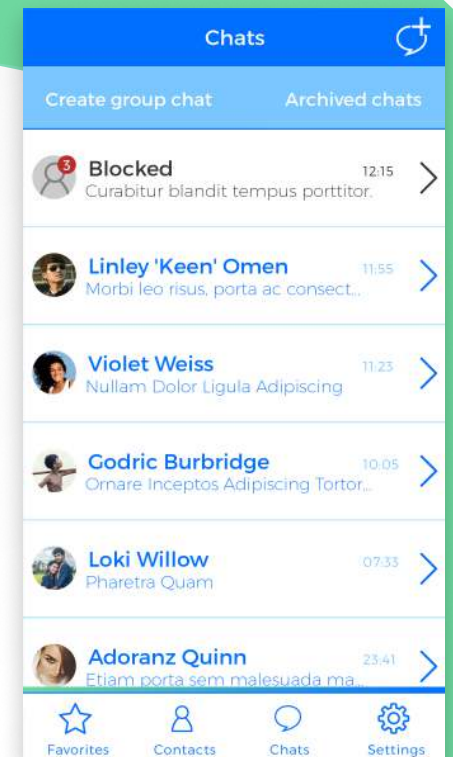 Chats
Create group chat Archived chats
3
Blocked 12:15
Curabitur blandit tempus porttitor.
Linley 'Keen' Omen 11:55
Morbi leo risus, porta ac consect...
Violet Weiss 11:23
Nullam Dolor Ligula Adipiscing
Godric Burbridge 10:05
Ornare Inceptos Adipiscing Tortor...
Loki Willow 07:33
Pharetra Quam
Adoranz Quinn 23:41
Etiam porta sem malesuada ma...
Favorites Contacts Chats Settings